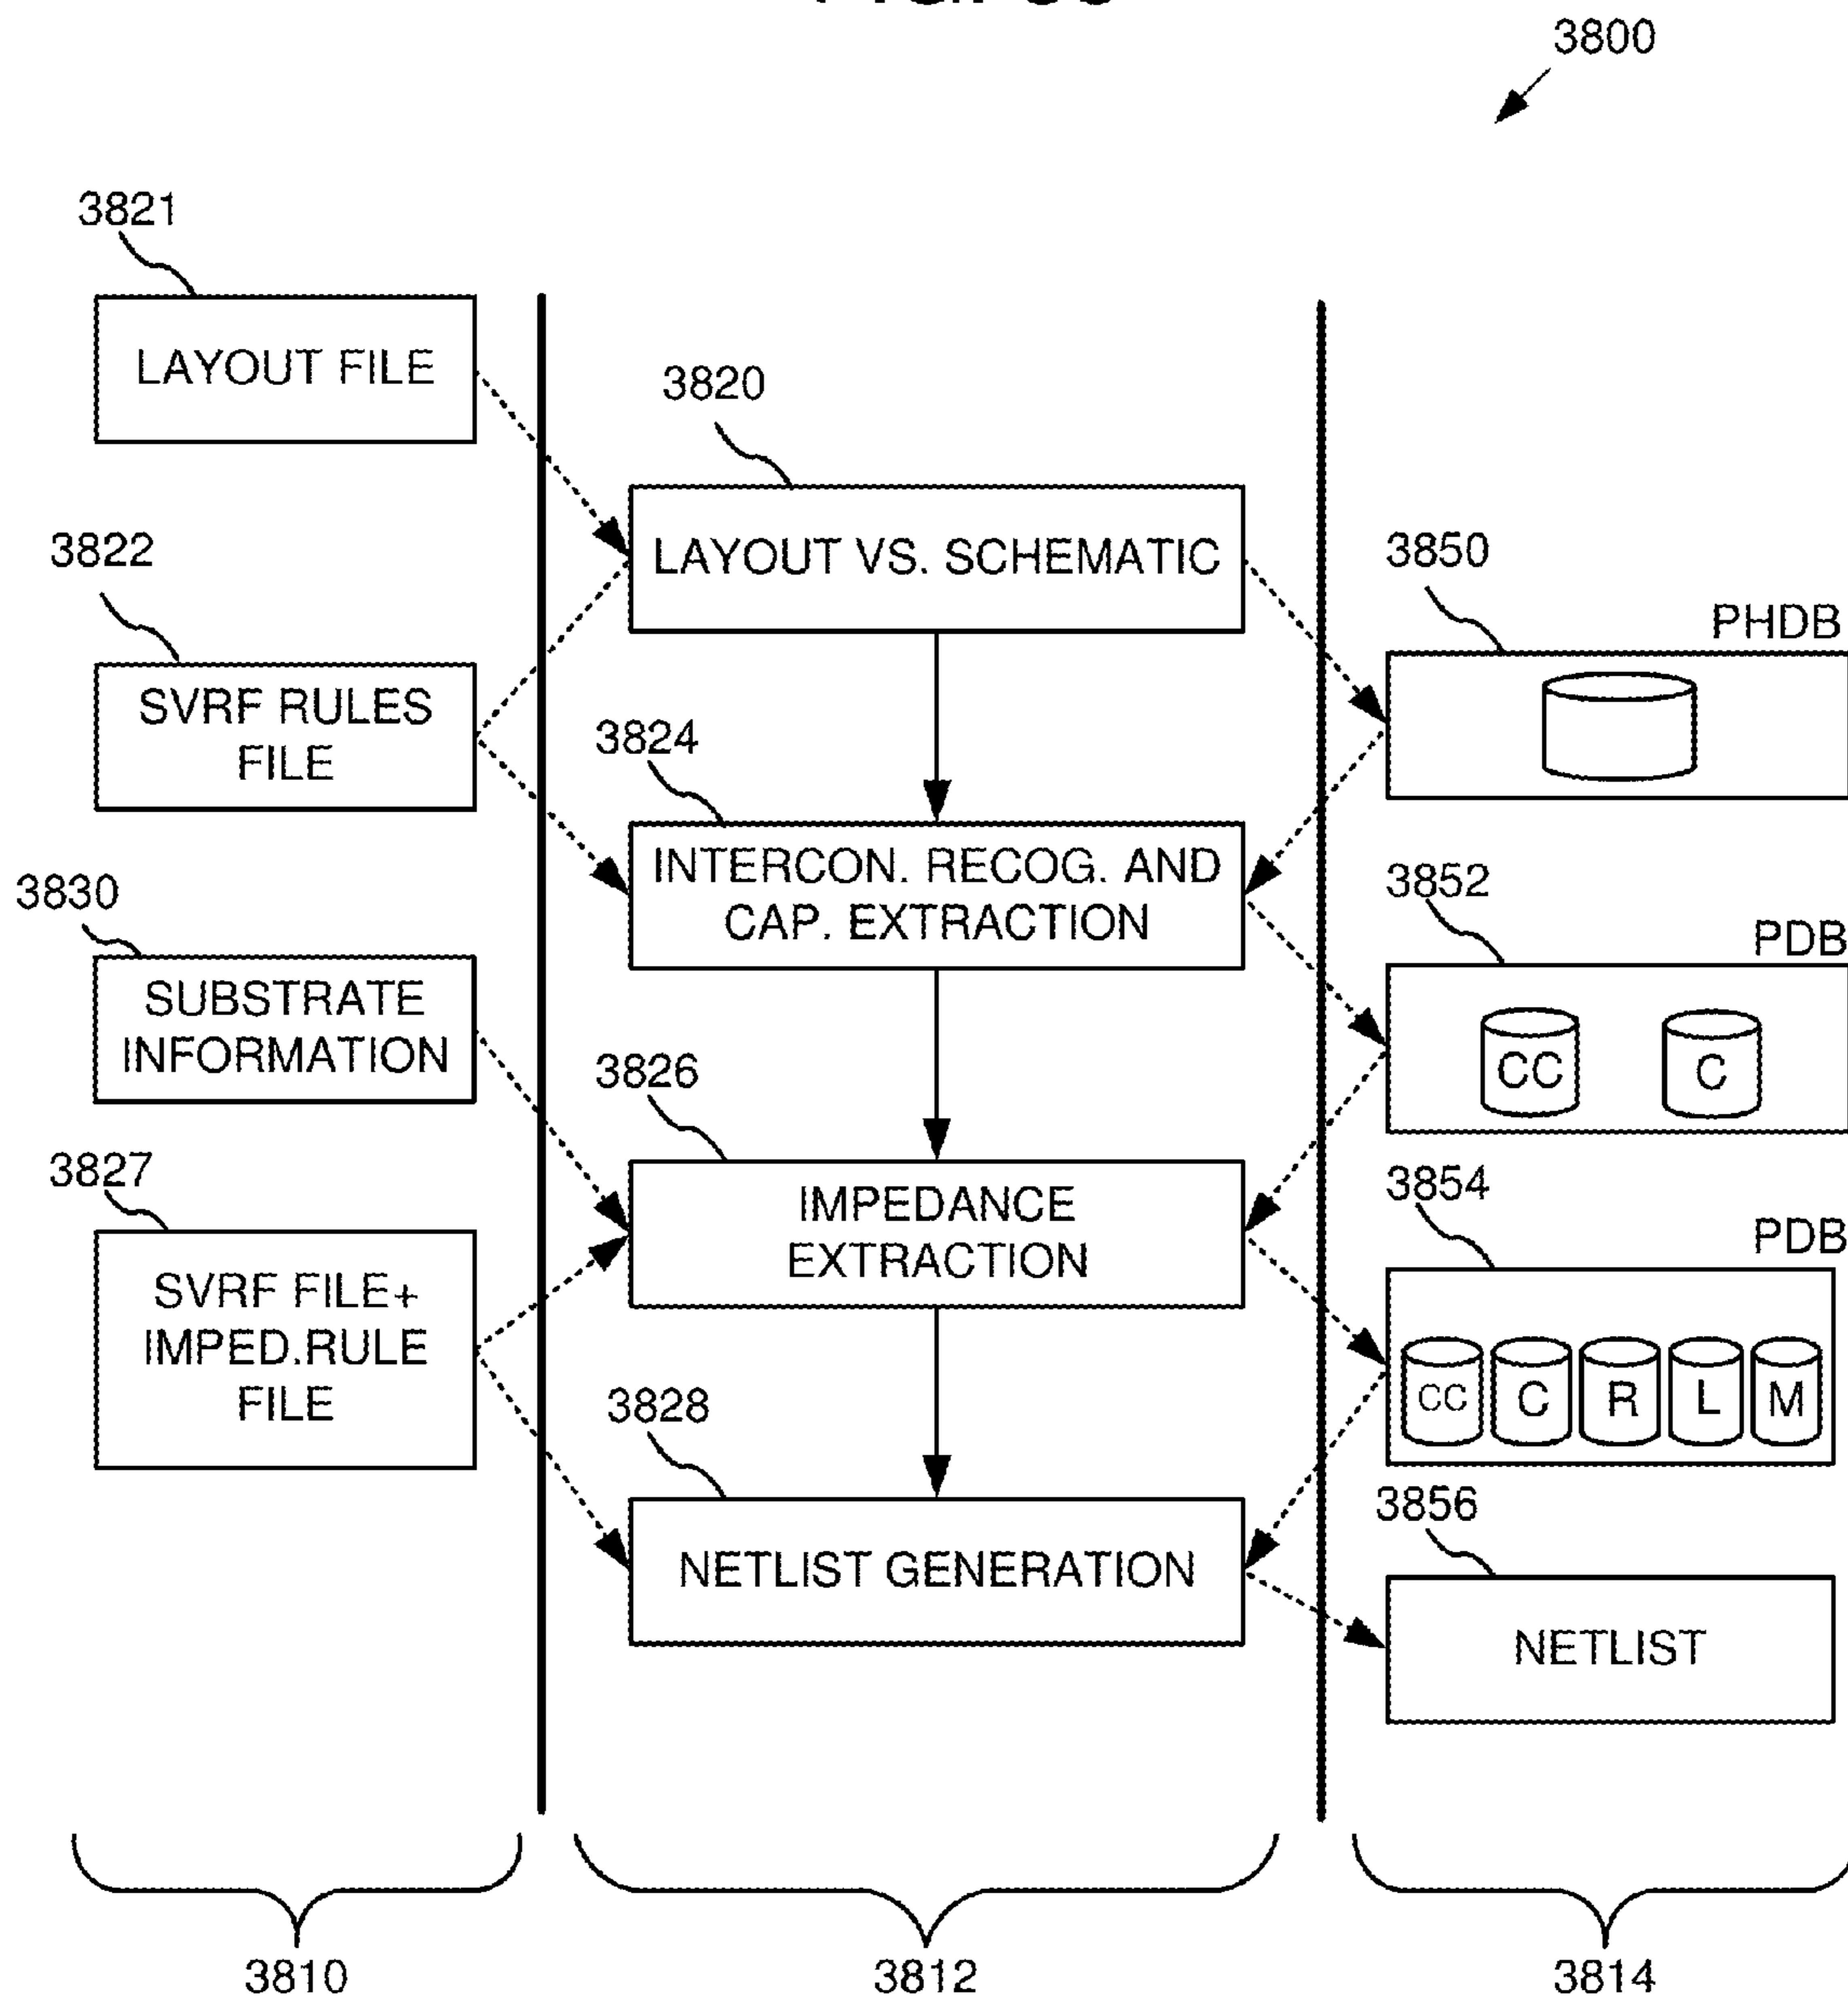 3800
3821
LAYOUT FILE
3820
LAYOUT VS. SCHEMATIC
3822
SVRF RULES
FILE
3850
PHDB
3824
INTERCON. RECOG. AND
CAP. EXTRACTION
3830
SUBSTRATE
INFORMATION
3852
PDB
CC
C
3826
IMPEDANCE
EXTRACTION
3827
SVRF FILE+
IMPED.RULE
FILE
3854
PDB
CC
C
R
L
M
3828
NETLIST GENERATION
3856
NETLIST
3810
3812
3814